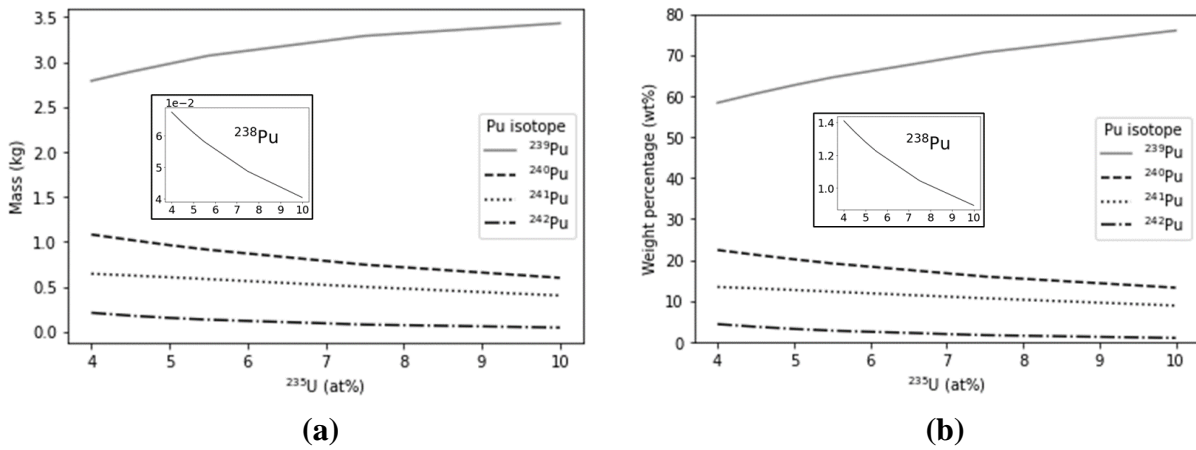 3.5
3.0
2.5
2.0
1.5
1.0
0.5
0.0
Mass (kg)
4 5 6 7 8 9 10
²³⁵U (at%)
1e−2
6
5
4
4 5 6 7 8 9 10
²³⁸Pu
Pu isotope
²³⁹Pu
²⁴⁰Pu
²⁴¹Pu
²⁴²Pu
(a)
80
70
60
50
40
30
20
10
0
Weight percentage (wt%)
4 5 6 7 8 9 10
²³⁵U (at%)
1.4
1.2
1.0
4 5 6 7 8 9 10
²³⁸Pu
Pu isotope
²³⁹Pu
²⁴⁰Pu
²⁴¹Pu
²⁴²Pu
(b)